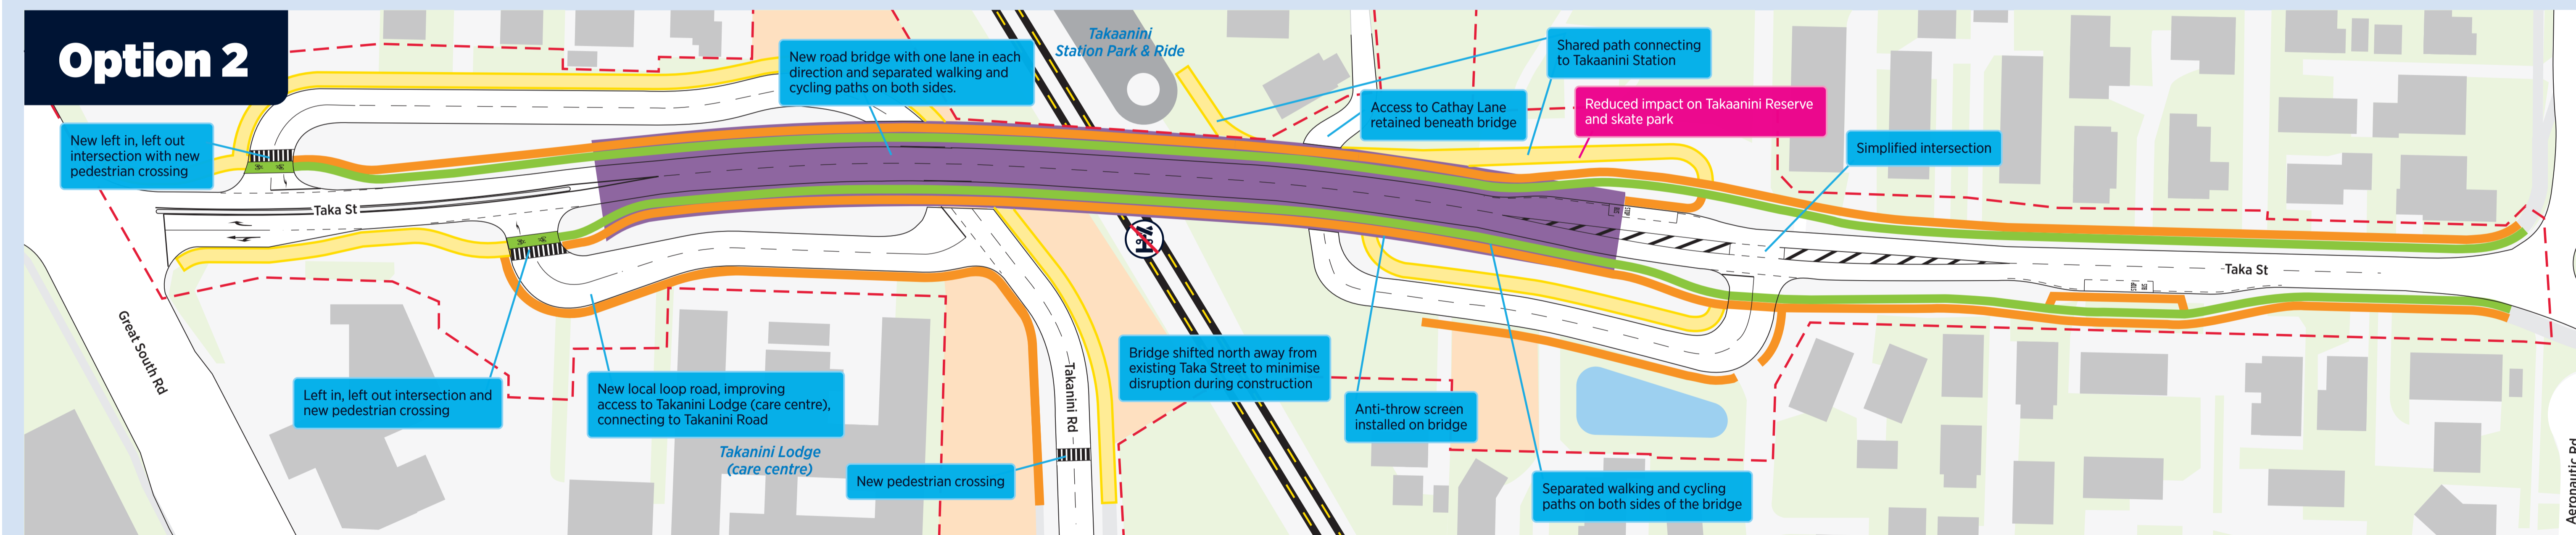 Option 2
Takaanini
Station Park & Ride
New road bridge with one lane in each
direction and separated walking and
cycling paths on both sides.
Shared path connecting
to Takaanini Station
Access to Cathay Lane
retained beneath bridge
Reduced impact on Takaanini Reserve
and skate park
Simplified intersection
New left in, left out
intersection with new
pedestrian crossing
Taka St
Taka St
Great South Rd
Left in, left out intersection and
new pedestrian crossing
New local loop road, improving
access to Takanini Lodge (care centre),
connecting to Takanini Road
Takanini Lodge
(care centre)
New pedestrian crossing
Takanini Rd
Bridge shifted north away from
existing Taka Street to minimise
disruption during construction
Anti-throw screen
installed on bridge
Separated walking and cycling
paths on both sides of the bridge
Aeronautic Rd